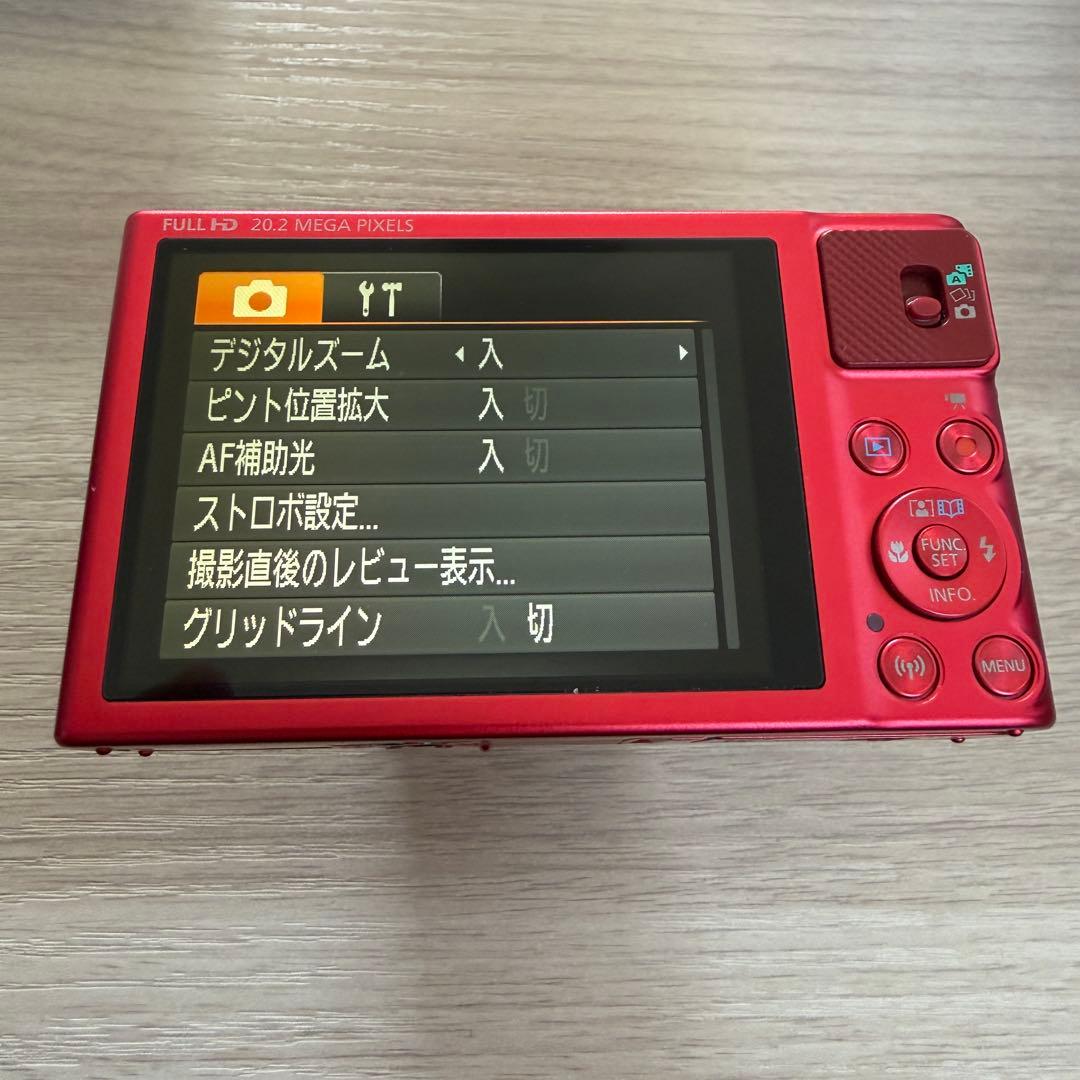 FULL HD 20.2 MEGA PIXELS
デジタルズーム 入
ピント位置拡大 入 切
AF補助光 入 切
ストロボ設定...
撮影直後のレビュー表示...
グリッドライン 入 切
A
FUNC.
SET
INFO.
MENU